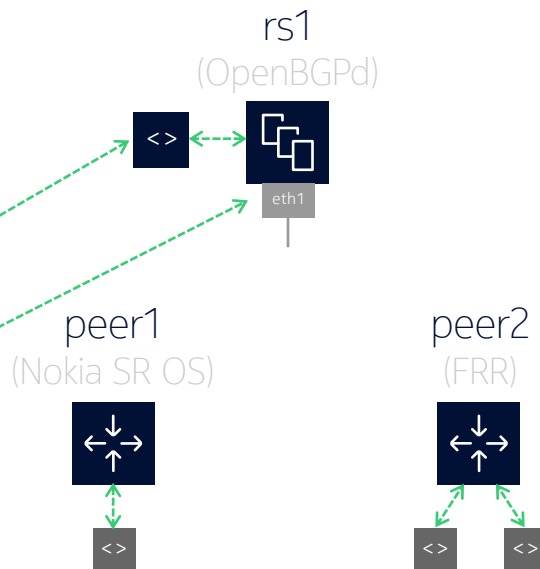 rs1
(OpenBGPd)
<>
eth1
peer1
(Nokia SR OS)
peer2
(FRR)
<>
<>
<>